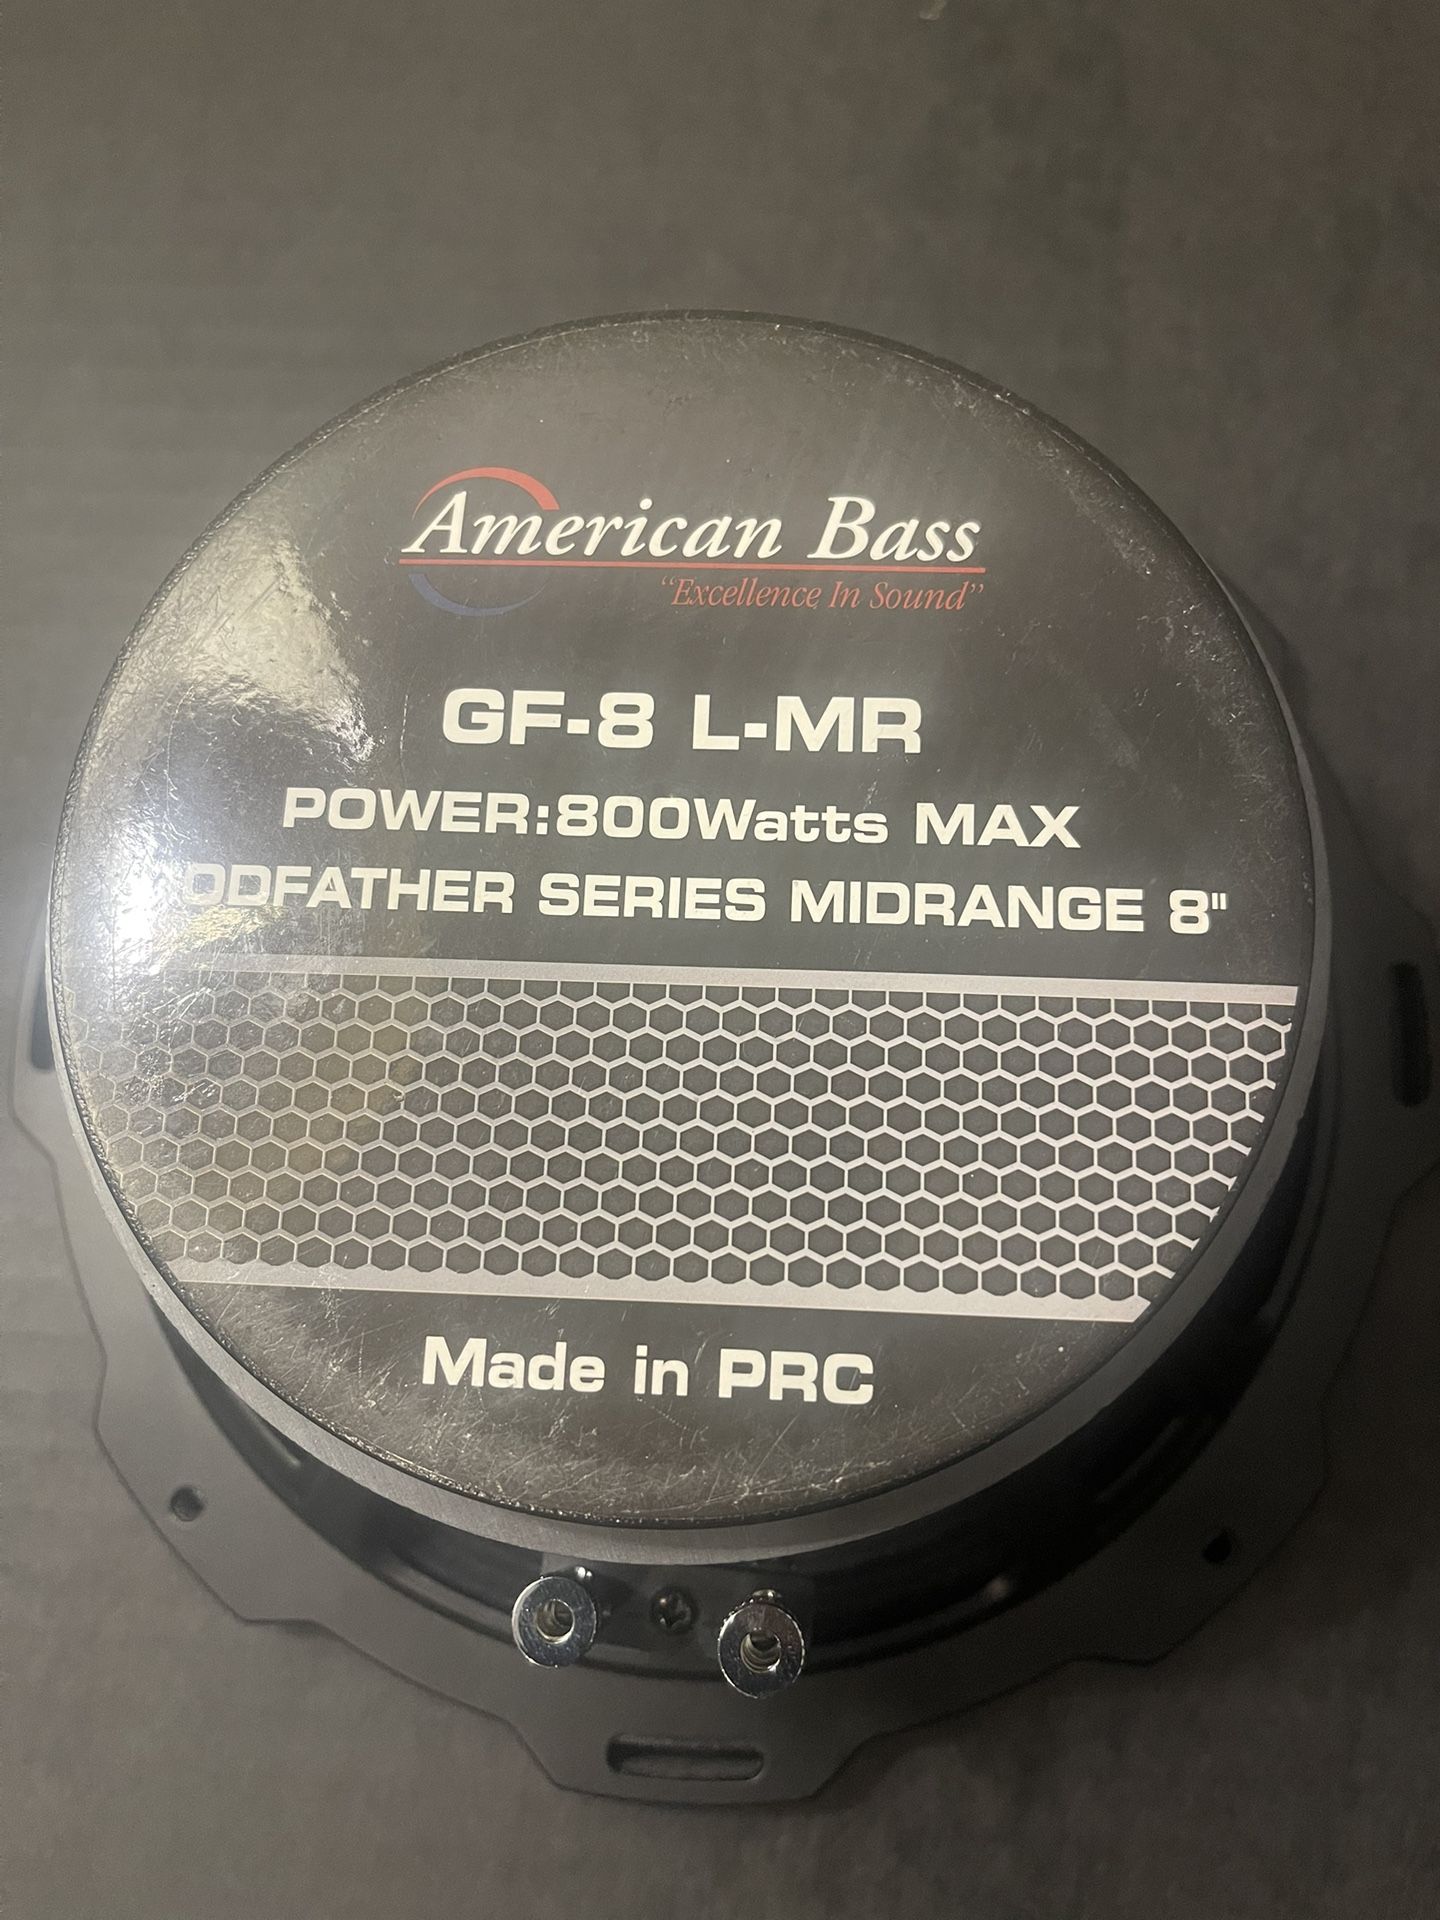 American Bass
"Excellence In Sound"
GF-8 L-MR
POWER:800Watts MAX
ODFATHER SERIES MIDRANGE 8"
Made in PRC